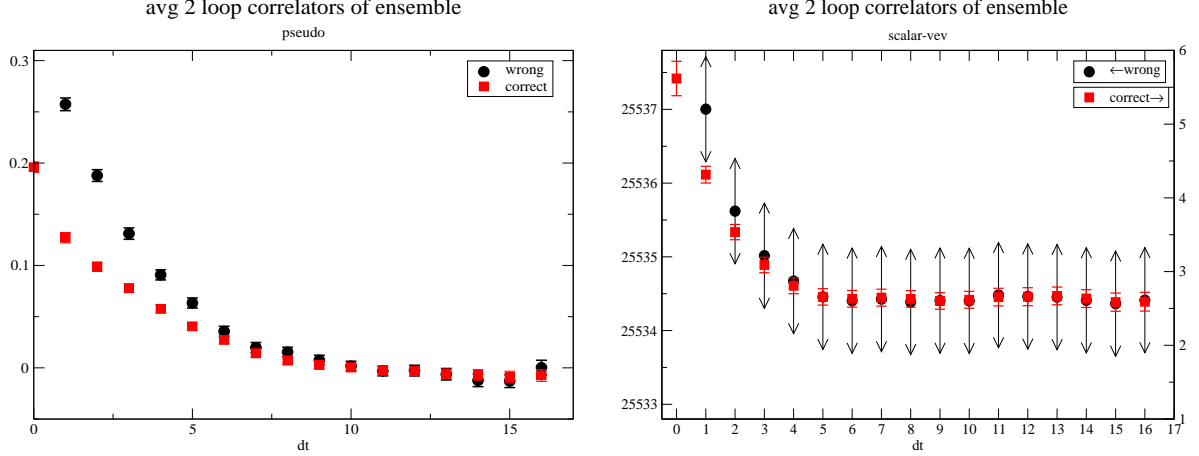 avg 2 loop correlators of ensemble
pseudo
0.3
0.2
0.1
0
0
5
10
15
dt
wrong
correct
avg 2 loop correlators of ensemble
scalar-vev
25537
25536
25535
25534
25533
0 1 2 3 4 5 6 7 8 9 10 11 12 13 14 15 16 17
dt
6
5
4
3
2
1
←wrong
correct→